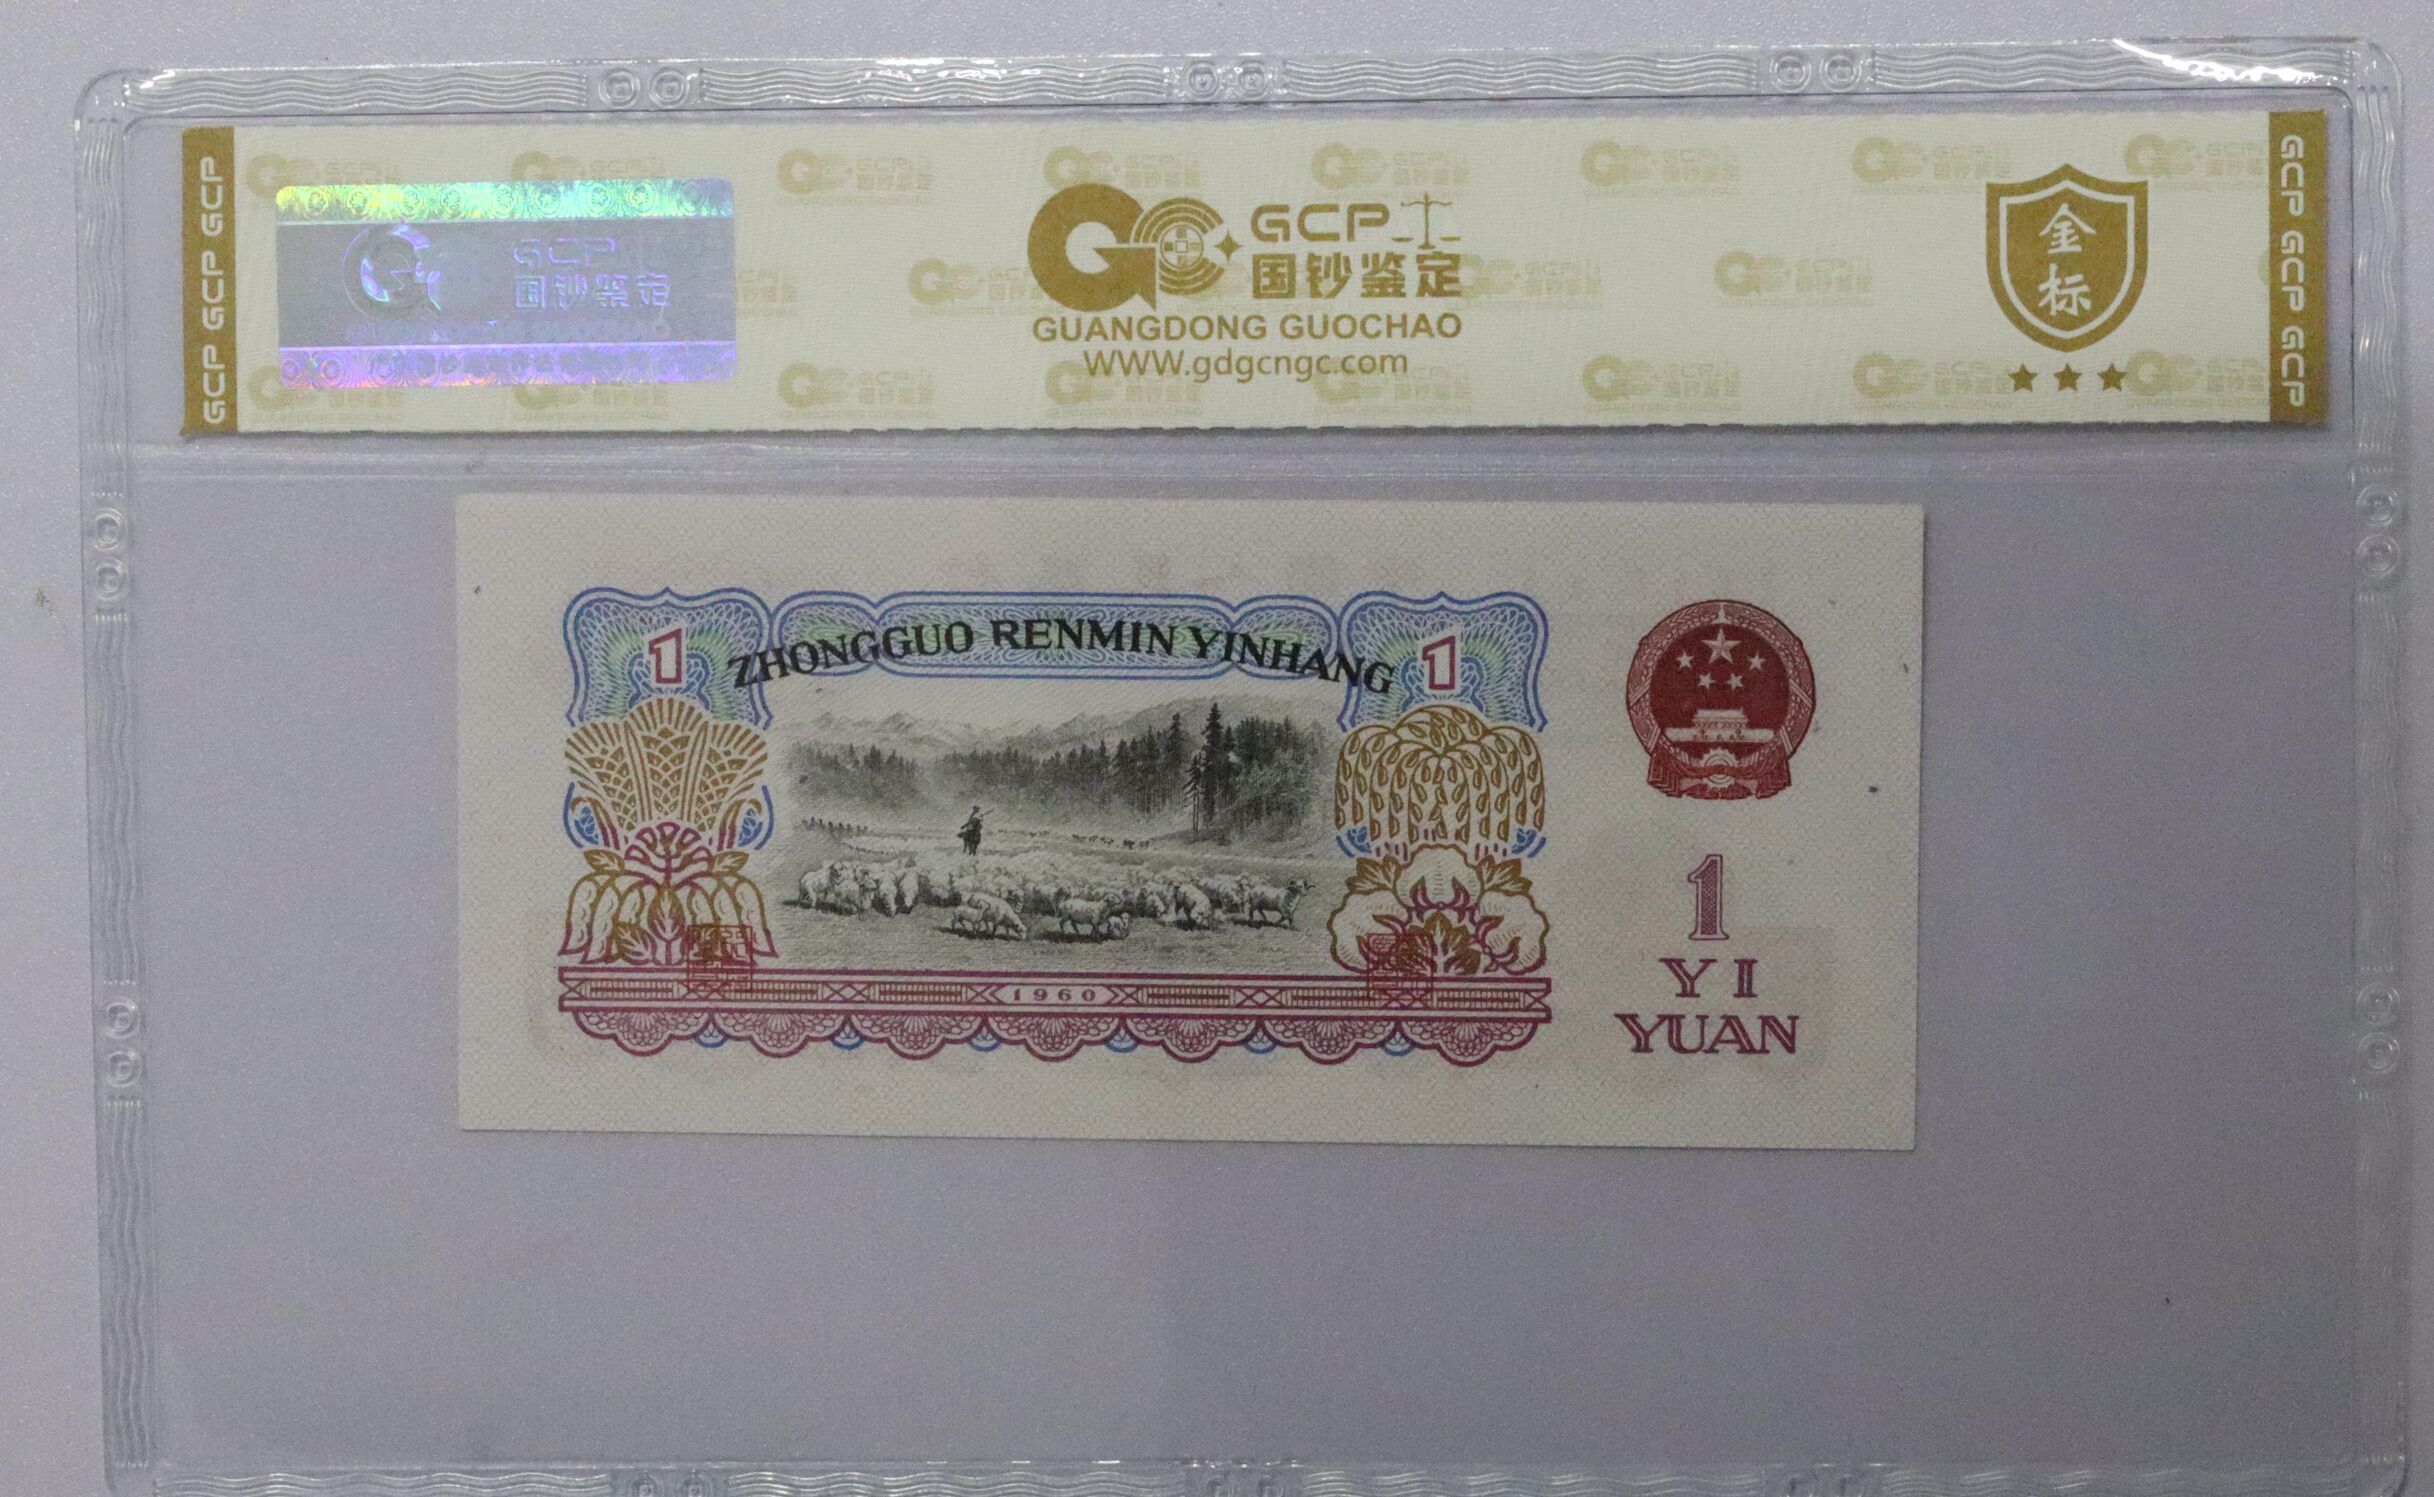 GCP GCP GCP
GCP
国钞鉴定
GCP
国钞鉴定
GUANGDONG GUOCHAO
WWW.gdgcngc.com
金
标
GCP GCP GCP
ZHONGGUO RENMIN YINHANG
1
1
1960
1
YI
YUAN